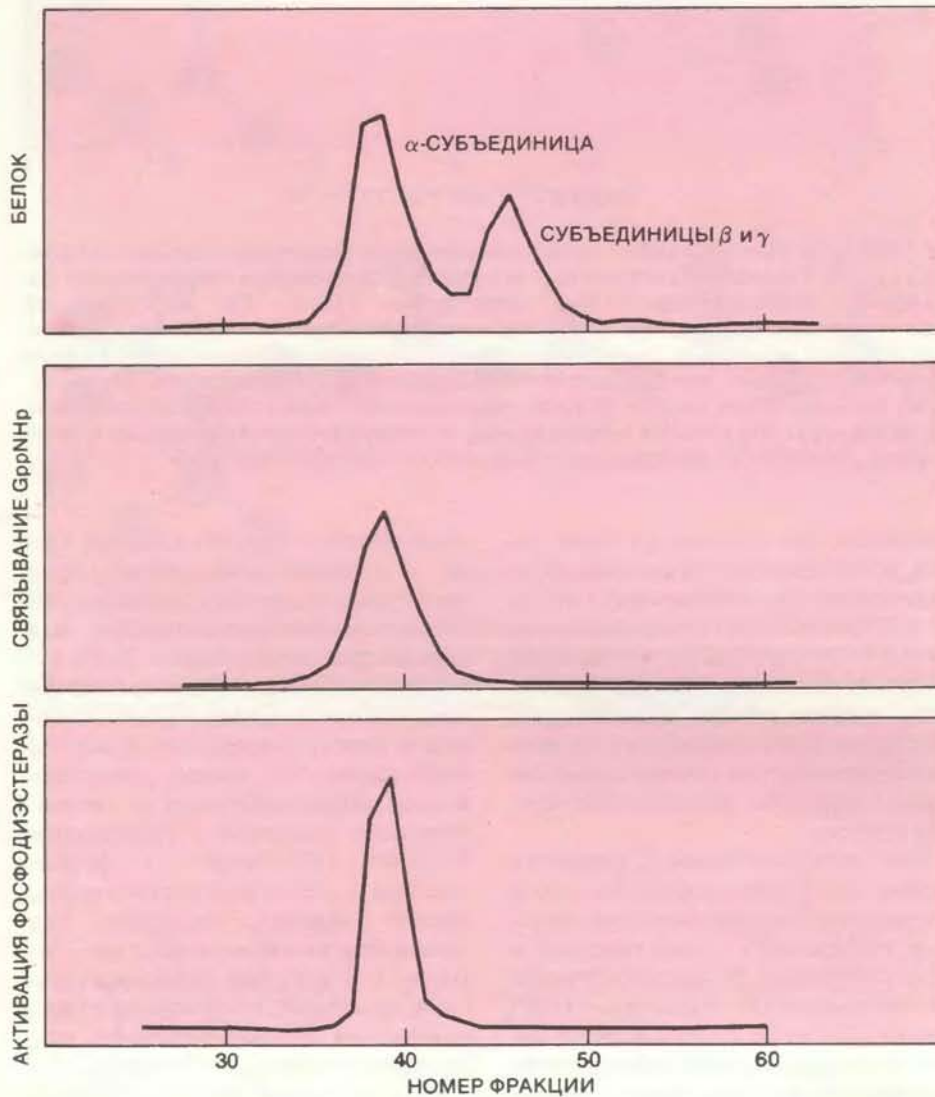 БЕЛОК
α-СУБЪЕДИНИЦА
СУБЪЕДИНИЦЫ β и γ
СВЯЗЫВАНИЕ GppNHp
АКТИВАЦИЯ ФОСФОДИЭСТЕРАЗЫ
30 40 50 60
НОМЕР ФРАКЦИИ